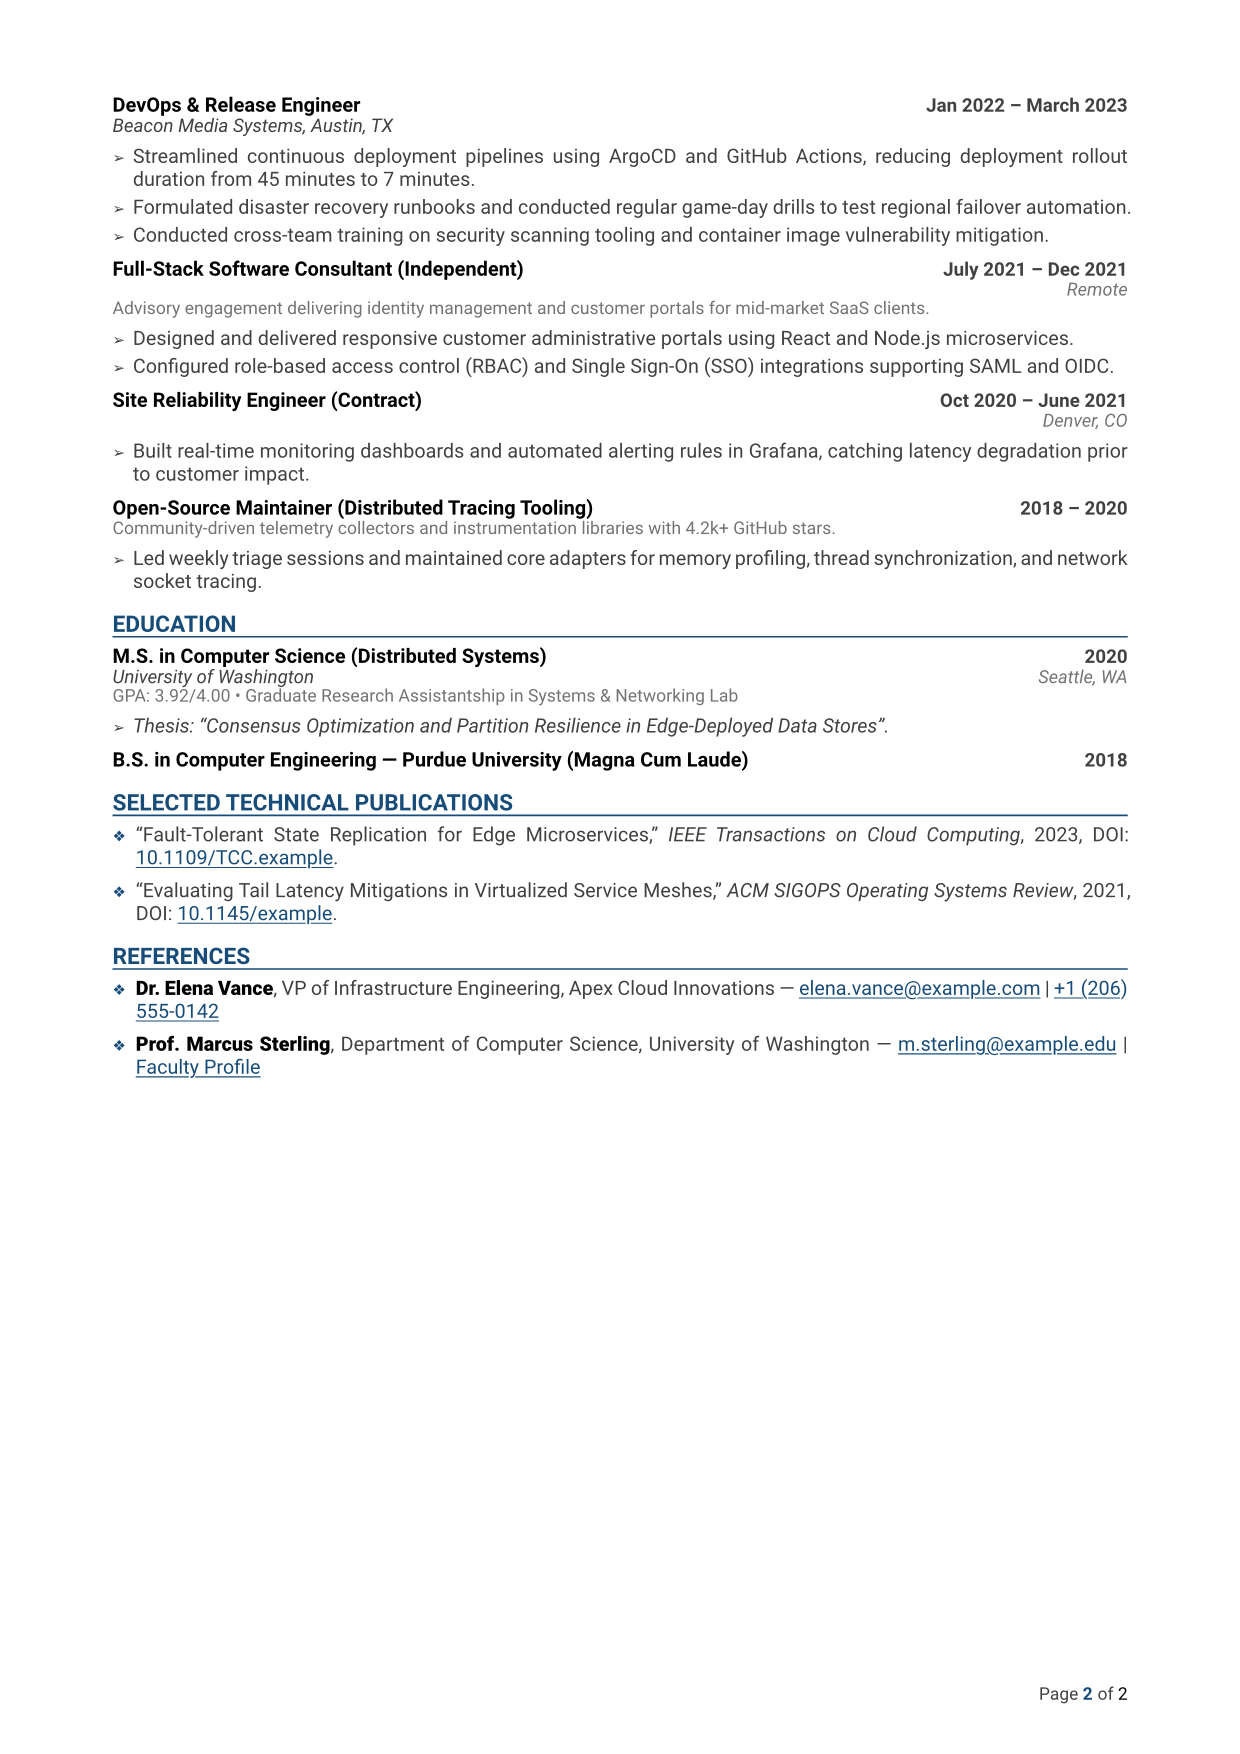 DevOps & Release Engineer Jan 2022 – March 2023
Beacon Media Systems, Austin, TX
➢ Streamlined continuous deployment pipelines using ArgoCD and GitHub Actions, reducing deployment rollout
duration from 45 minutes to 7 minutes.
➢ Formulated disaster recovery runbooks and conducted regular game-day drills to test regional failover automation.
➢ Conducted cross-team training on security scanning tooling and container image vulnerability mitigation.
Full-Stack Software Consultant (Independent) July 2021 – Dec 2021
Remote
Advisory engagement delivering identity management and customer portals for mid-market SaaS clients.
➢ Designed and delivered responsive customer administrative portals using React and Node.js microservices.
➢ Configured role-based access control (RBAC) and Single Sign-On (SSO) integrations supporting SAML and OIDC.
Site Reliability Engineer (Contract) Oct 2020 – June 2021
Denver, CO
➢ Built real-time monitoring dashboards and automated alerting rules in Grafana, catching latency degradation prior
to customer impact.
Open-Source Maintainer (Distributed Tracing Tooling) 2018 – 2020
Community-driven telemetry collectors and instrumentation libraries with 4.2k+ GitHub stars.
➢ Led weekly triage sessions and maintained core adapters for memory profiling, thread synchronization, and network
socket tracing.
EDUCATION
M.S. in Computer Science (Distributed Systems) 2020
University of Washington Seattle, WA
GPA: 3.92/4.00 • Graduate Research Assistantship in Systems & Networking Lab
➢ Thesis: “Consensus Optimization and Partition Resilience in Edge-Deployed Data Stores”.
B.S. in Computer Engineering — Purdue University (Magna Cum Laude) 2018
SELECTED TECHNICAL PUBLICATIONS
❖ “Fault-Tolerant State Replication for Edge Microservices,” IEEE Transactions on Cloud Computing, 2023, DOI:
10.1109/TCC.example.
❖ “Evaluating Tail Latency Mitigations in Virtualized Service Meshes,” ACM SIGOPS Operating Systems Review, 2021,
DOI: 10.1145/example.
REFERENCES
❖ Dr. Elena Vance, VP of Infrastructure Engineering, Apex Cloud Innovations — elena.vance@example.com | +1 (206)
555-0142
❖ Prof. Marcus Sterling, Department of Computer Science, University of Washington — m.sterling@example.edu |
Faculty Profile
Page 2 of 2